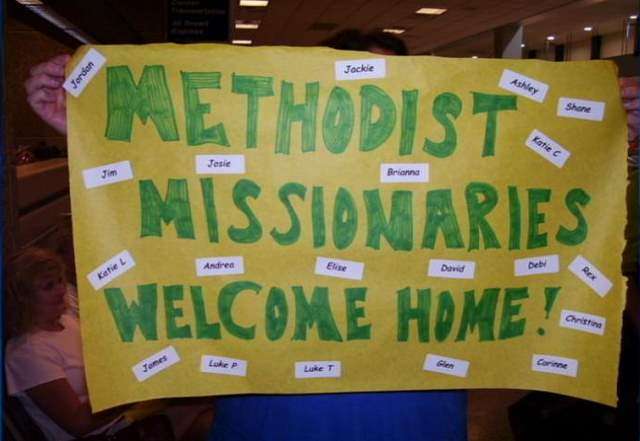 Jordan
Jackie
Ashley
Shane
METHODIST
Katie C
Jim
Josie
Brianna
MISSIONARIES
Katie L
Andrea
Elise
David
Debi
Rex
WELCOME HOME!
Christina
James
Luke P
Luke T
Glen
Corinne